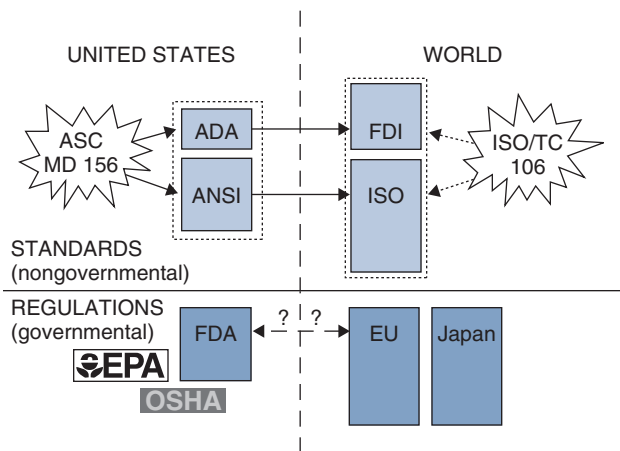 UNITED STATES
WORLD
ASC
MD 156
ADA
ANSI
FDI
ISO
ISO/TC
106
STANDARDS
(nongovernmental)
REGULATIONS
(governmental)
FDA
? ?
EU
Japan
EPA
OSHA